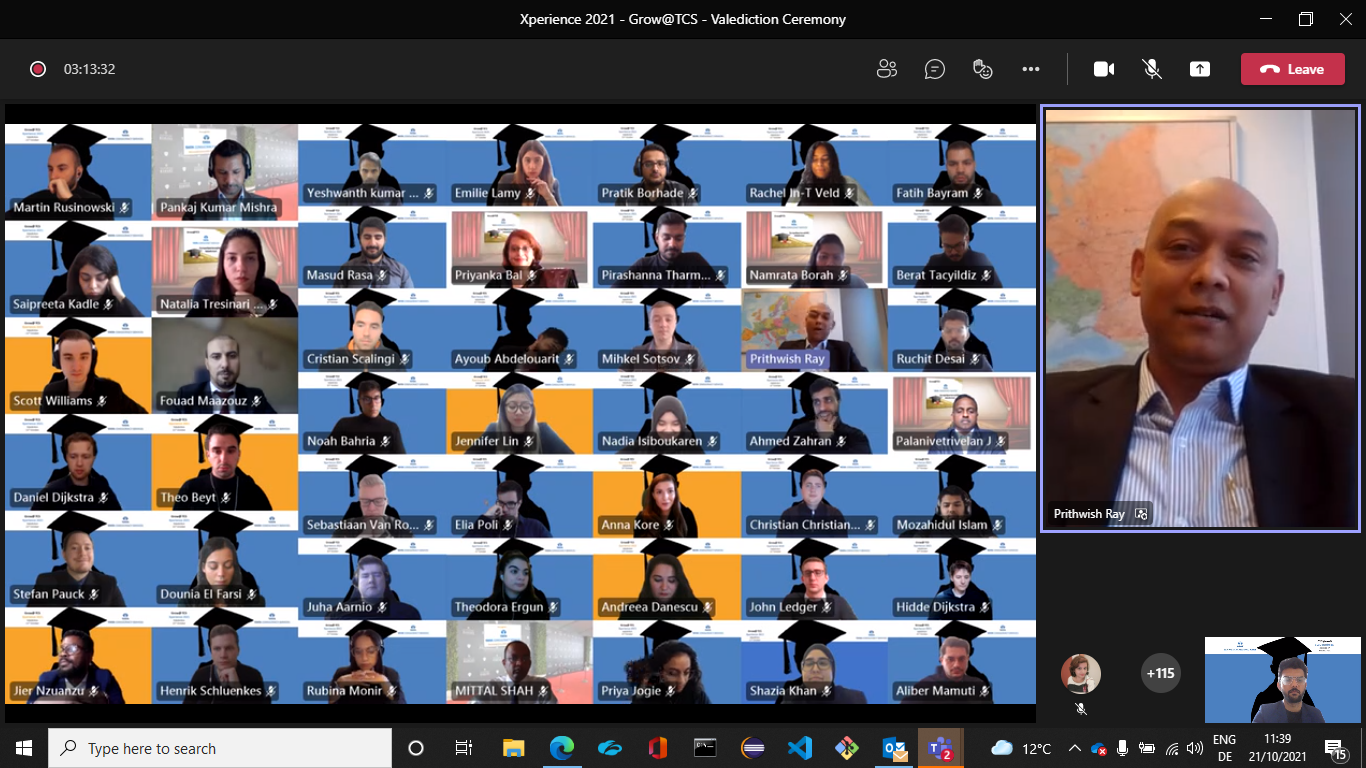 Xperience 2021 - Grow@TCS - Valediction Ceremony
03:13:32
Leave
Martin Rusinowski
Pankaj Kumar Mishra
Yeshwanth kumar ...
Emilie Lamy
Pratik Borhade
Rachel In-T Veld
Fatih Bayram
Saipreeta Kadle
Natalia Tresinari ...
Masud Rasa
Priyanka Bal
Pirashanna Tharm...
Namrata Borah
Berat Tacyildiz
Scott Williams
Fouad Maazouz
Cristian Scalingi
Ayoub Abdelouarit
Mihkel Sotsov
Prithwish Ray
Ruchit Desai
Noah Bahria
Jennifer Lin
Nadia Isiboukaren
Ahmed Zahran
Palanivetrivelan J
Daniel Dijkstra
Theo Beyt
Sebastiaan Van Ro...
Elia Poli
Anna Kore
Christian Christian...
Mozahidul Islam
Stefan Pauck
Dounia El Farsi
Juha Aarnio
Theodora Ergun
Andreea Danescu
John Ledger
Hidde Dijkstra
Jier Nzuanzu
Henrik Schluenkes
Rubina Monir
MITTAL SHAH
Priya Jogie
Shazia Khan
Aliber Mamuti
Prithwish Ray
+115
Type here to search
2
12°C
ENG
DE
11:39
21/10/2021
15